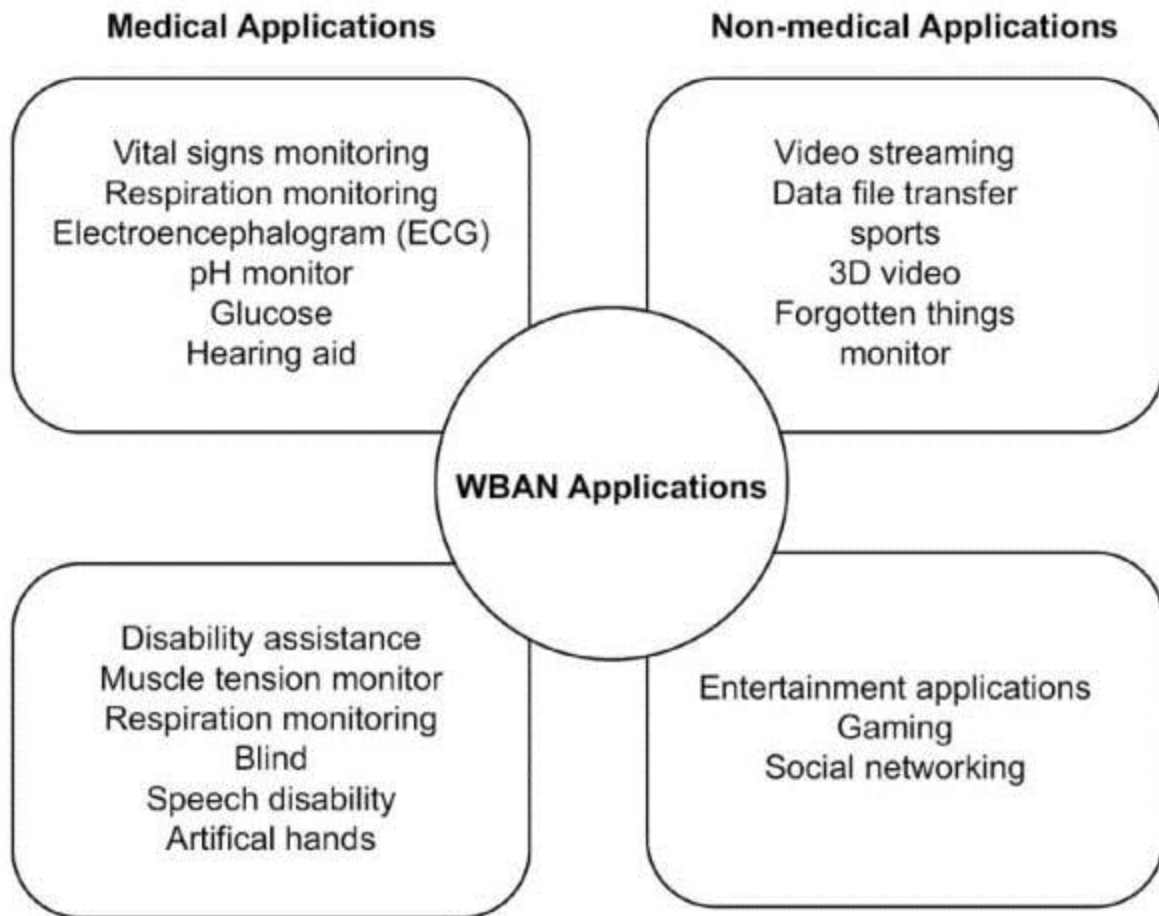 Medical Applications
Non-medical Applications
Vital signs monitoring
Respiration monitoring
Electroencephalogram (ECG)
pH monitor
Glucose
Hearing aid
Video streaming
Data file transfer
sports
3D video
Forgotten things
monitor
WBAN Applications
Disability assistance
Muscle tension monitor
Respiration monitoring
Blind
Speech disability
Artifical hands
Entertainment applications
Gaming
Social networking